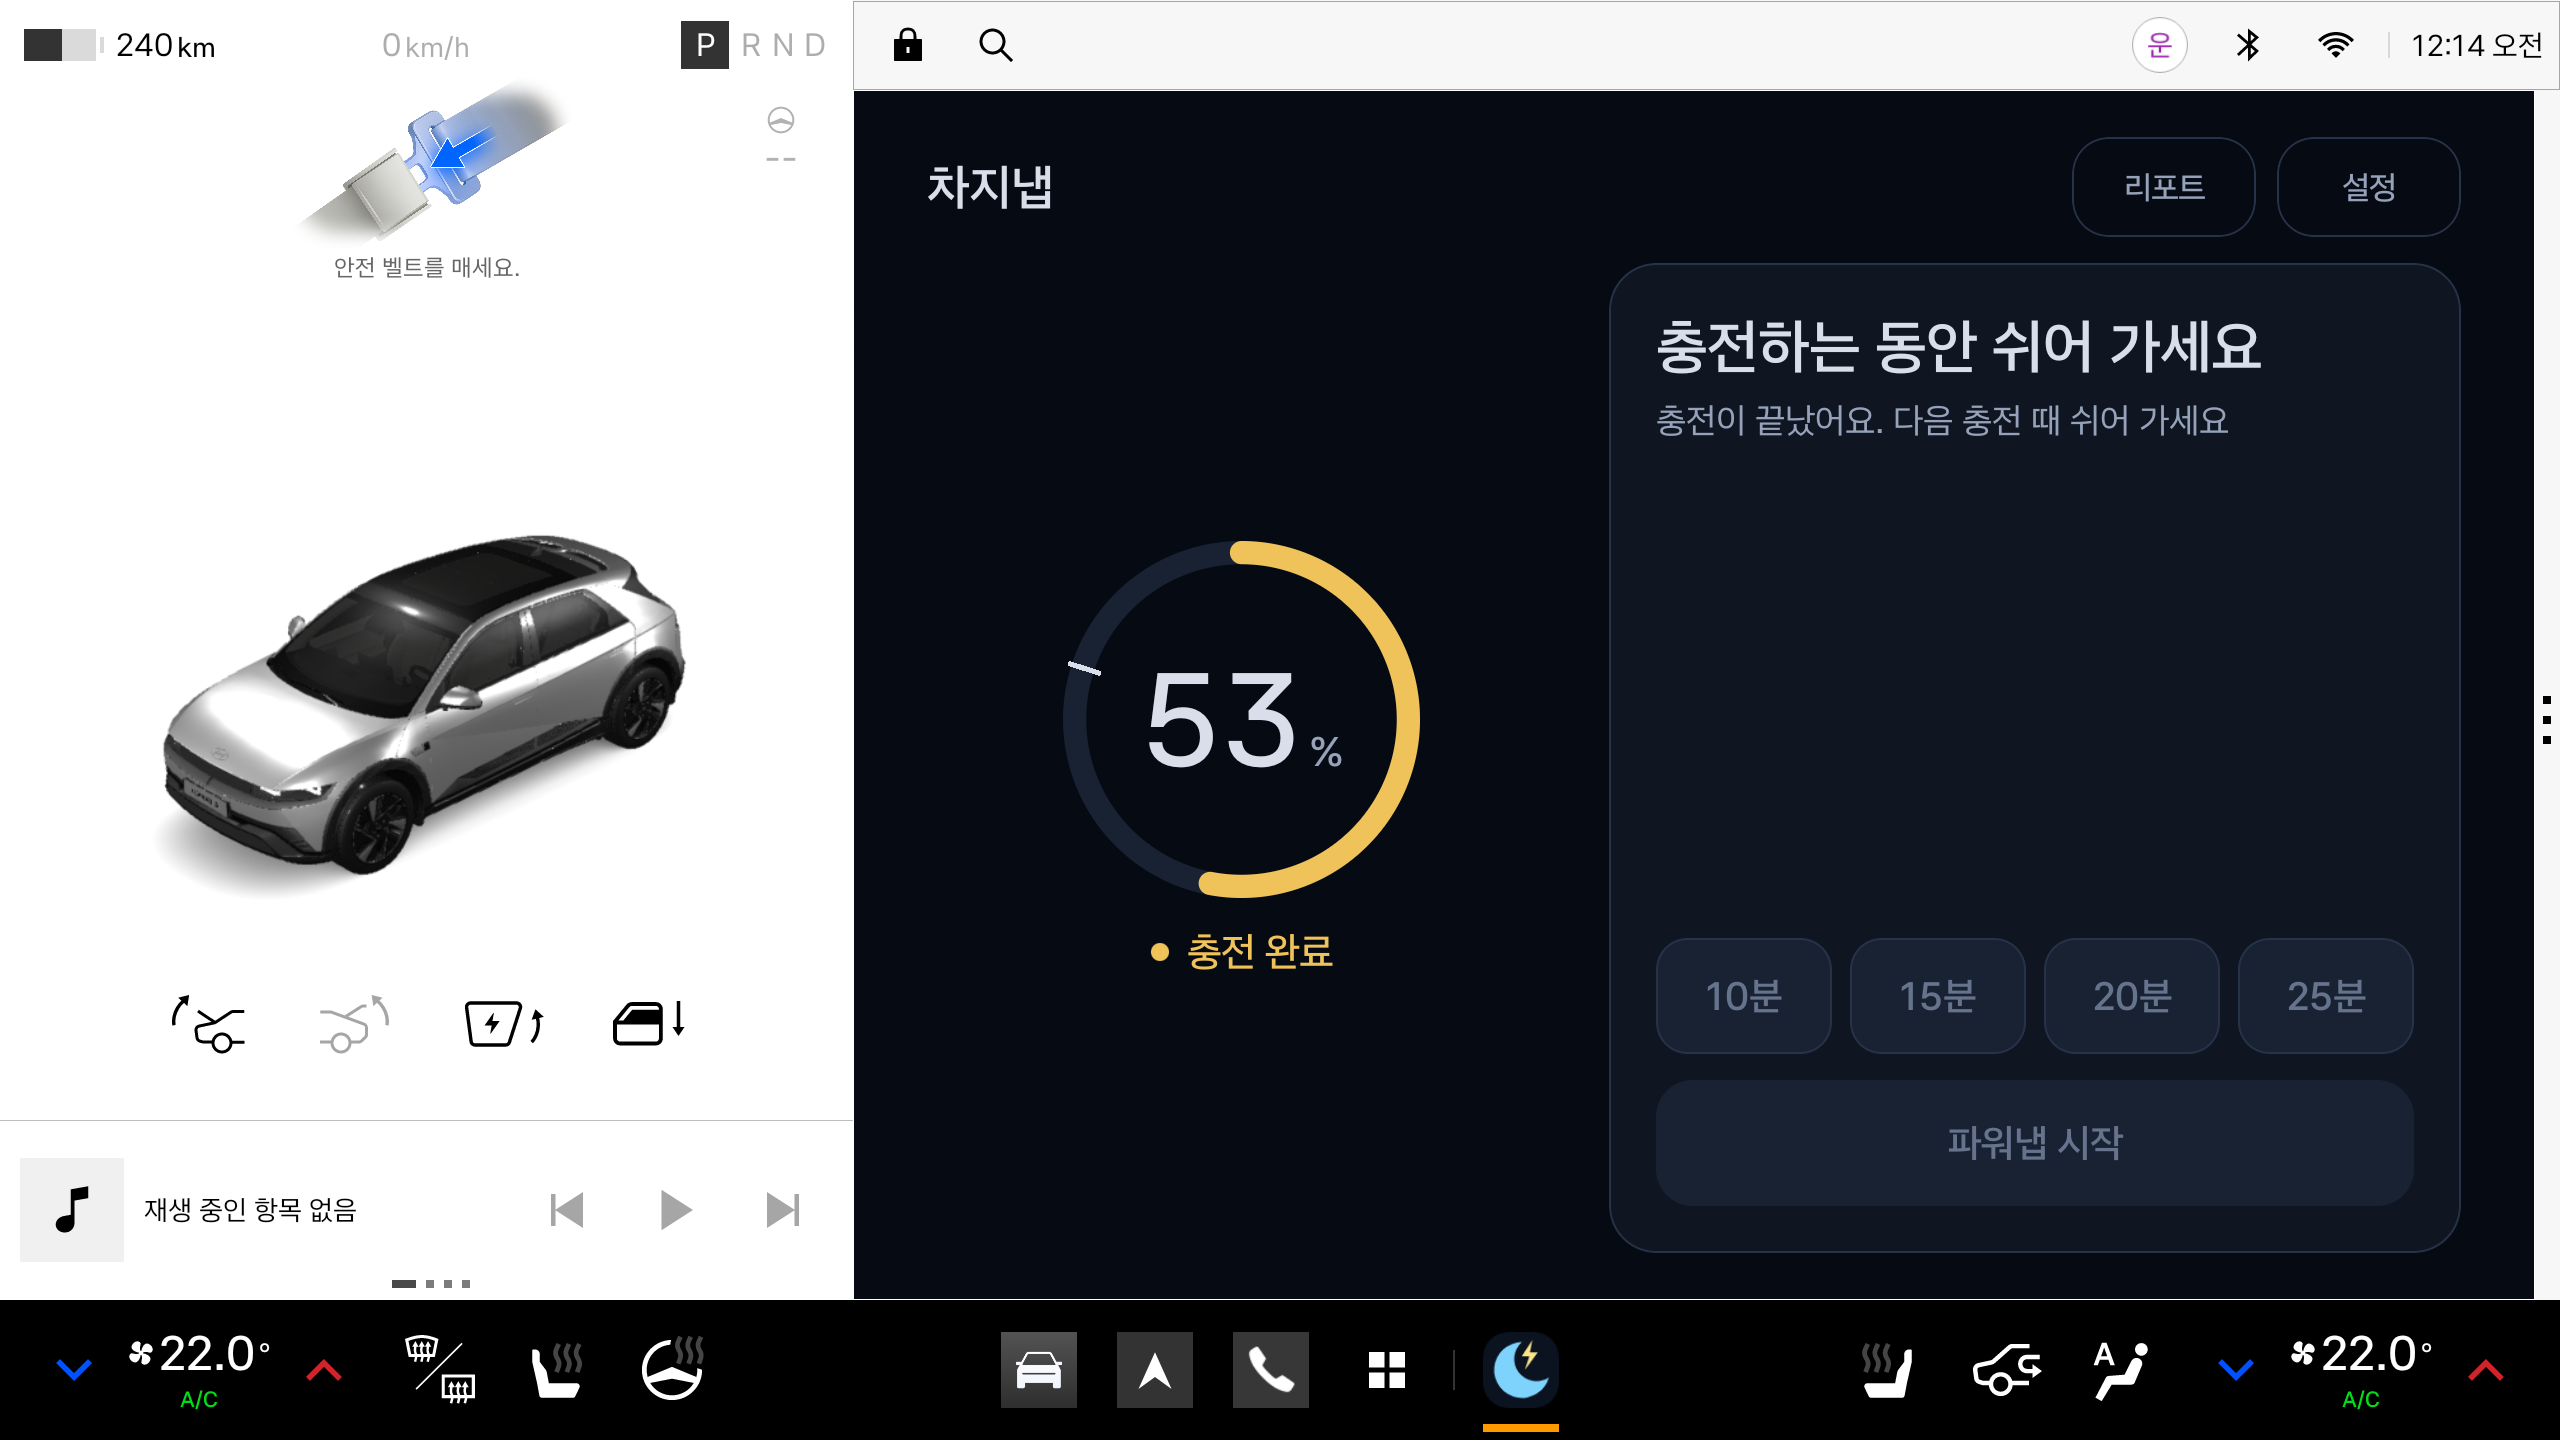 240 km
0 km/h
P R N D
안전 벨트를 매세요.
재생 중인 항목 없음
운
12:14 오전
차지냅
리포트
설정
충전하는 동안 쉬어 가세요
충전이 끝났어요. 다음 충전 때 쉬어 가세요
53 %
충전 완료
10분
15분
20분
25분
파워냅 시작
22.0°
A/C
A
22.0°
A/C